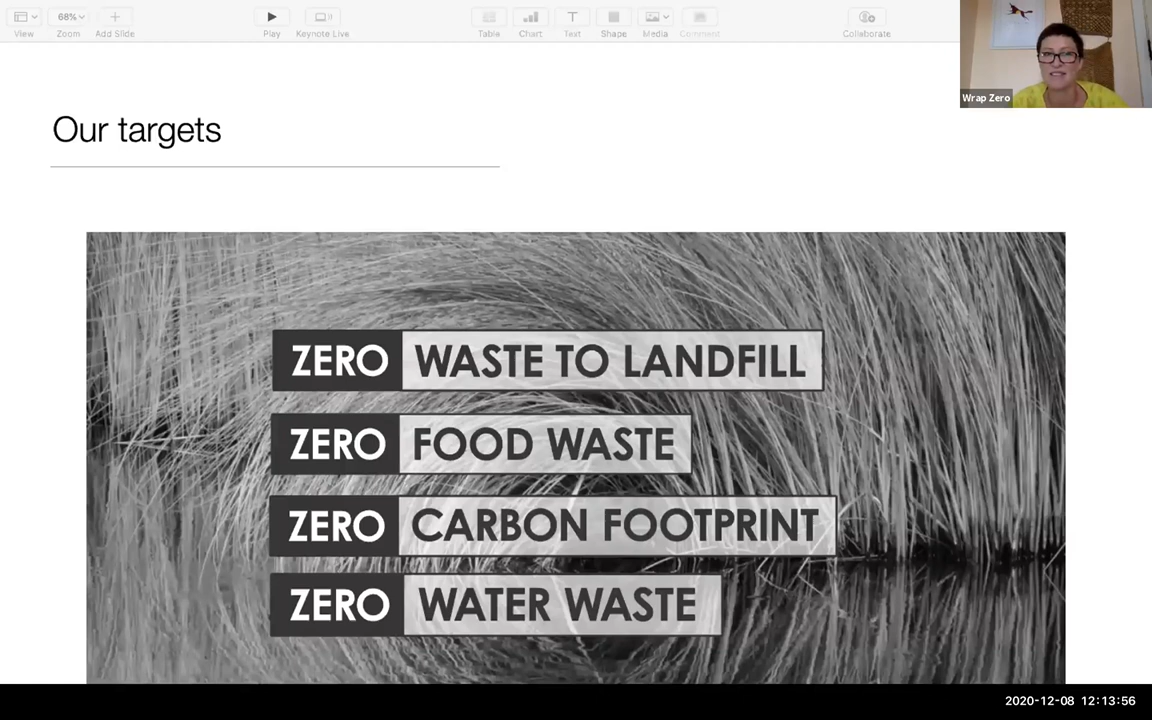 68%
View
Zoom
Add Slide
Play
Keynote Live
Table
Chart
Text
Shape
Media
Comment
Collaborate
Wrap Zero
Our targets
ZERO WASTE TO LANDFILL
ZERO FOOD WASTE
ZERO CARBON FOOTPRINT
ZERO WATER WASTE
2020-12-08 12:13:56